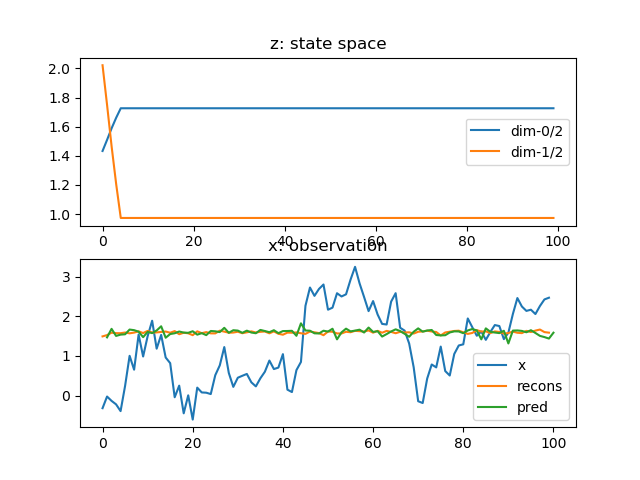 z: state space
2.0
1.8
1.6
1.4
1.2
1.0
dim-0/2
dim-1/2
0 20 40 60 80 100
x: observation
3
2
1
0
x
recons
pred
0 20 40 60 80 100